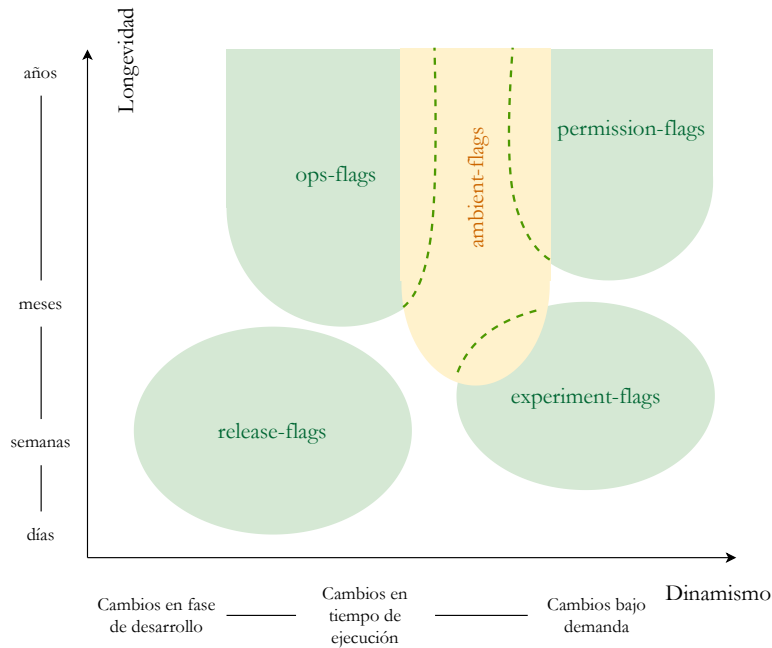 Longevidad
años
meses
semanas
días
ops-flags
ambient-flags
permission-flags
release-flags
experiment-flags
Dinamismo
Cambios en fase
de desarrollo
Cambios en
tiempo de
ejecución
Cambios bajo
demanda